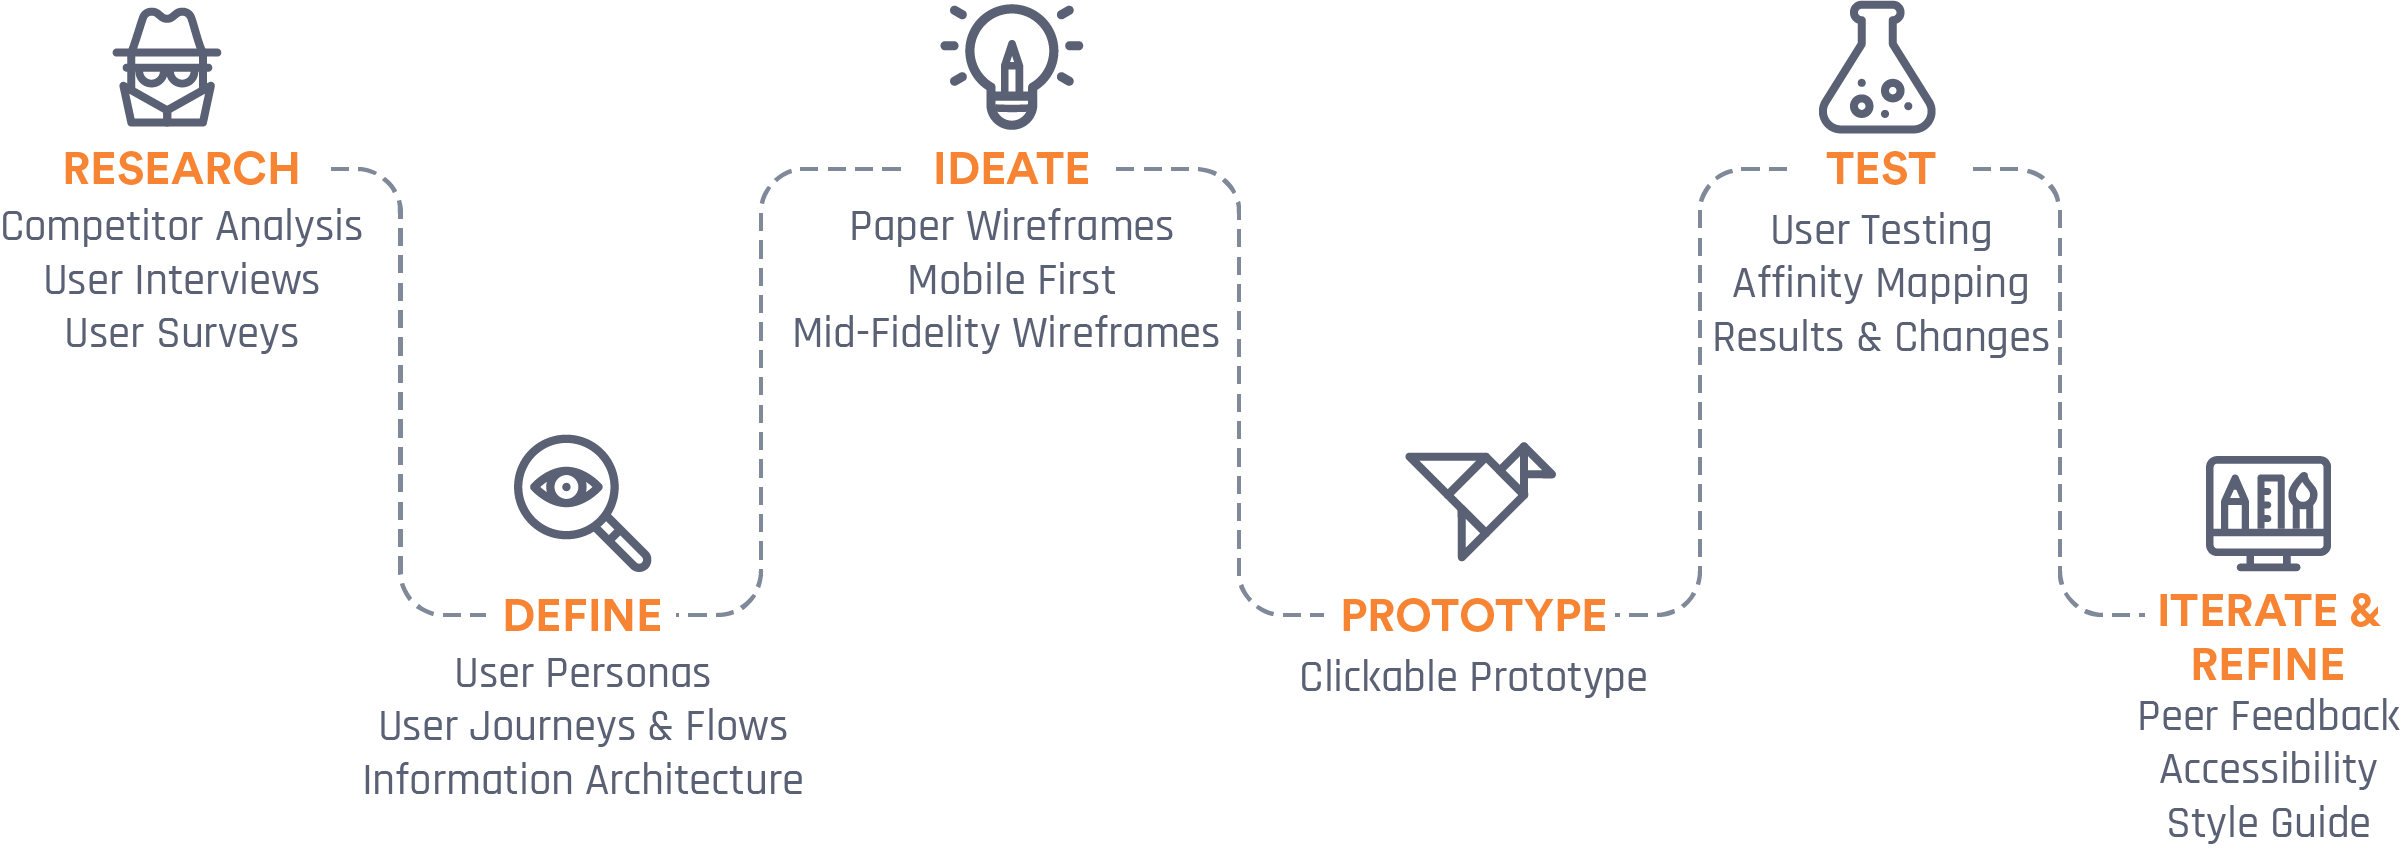 RESEARCH
Competitor Analysis
User Interviews
User Surveys
DEFINE
User Personas
User Journeys & Flows
Information Architecture
IDEATE
Paper Wireframes
Mobile First
Mid-Fidelity Wireframes
PROTOTYPE
Clickable Prototype
TEST
User Testing
Affinity Mapping
Results & Changes
ITERATE &
REFINE
Peer Feedback
Accessibility
Style Guide